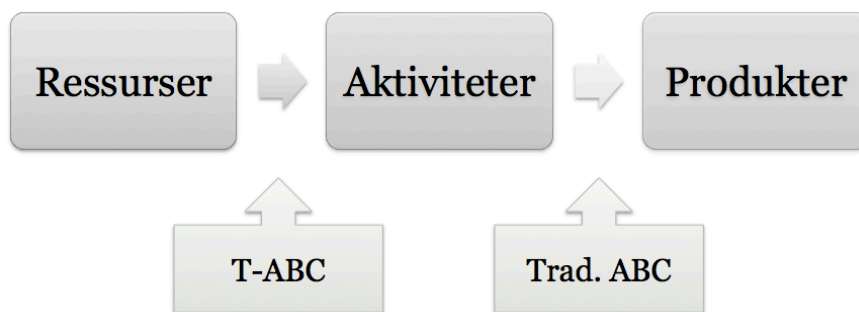 Ressurser
Aktiviteter
Produkter
T-ABC
Trad. ABC